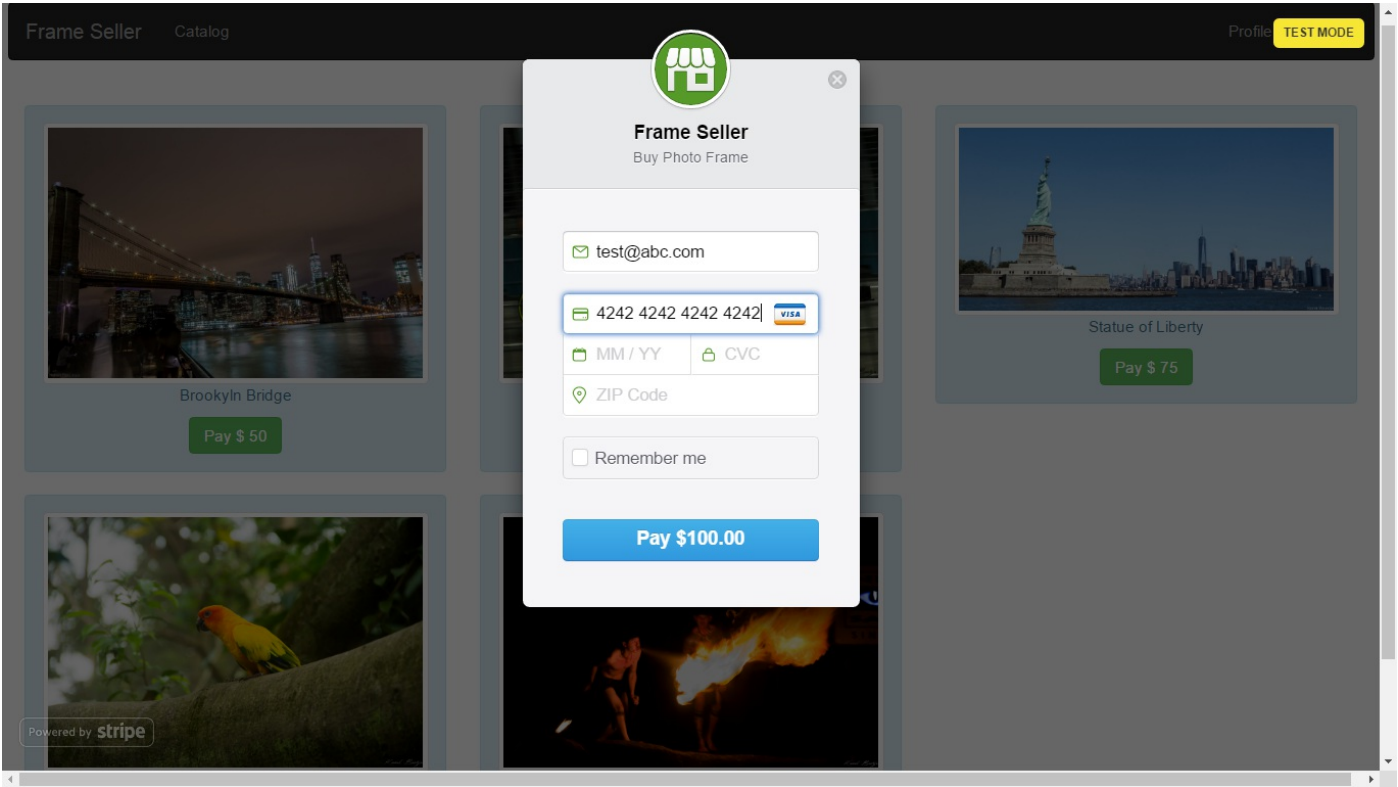 Frame Seller
Catalog
Profile
TEST MODE
Frame Seller
Buy Photo Frame
test@abc.com
4242 4242 4242 4242
VISA
MM / YY
CVC
ZIP Code
Remember me
Pay $100.00
Brookyln Bridge
Pay $ 50
Statue of Liberty
Pay $ 75
Powered by stripe